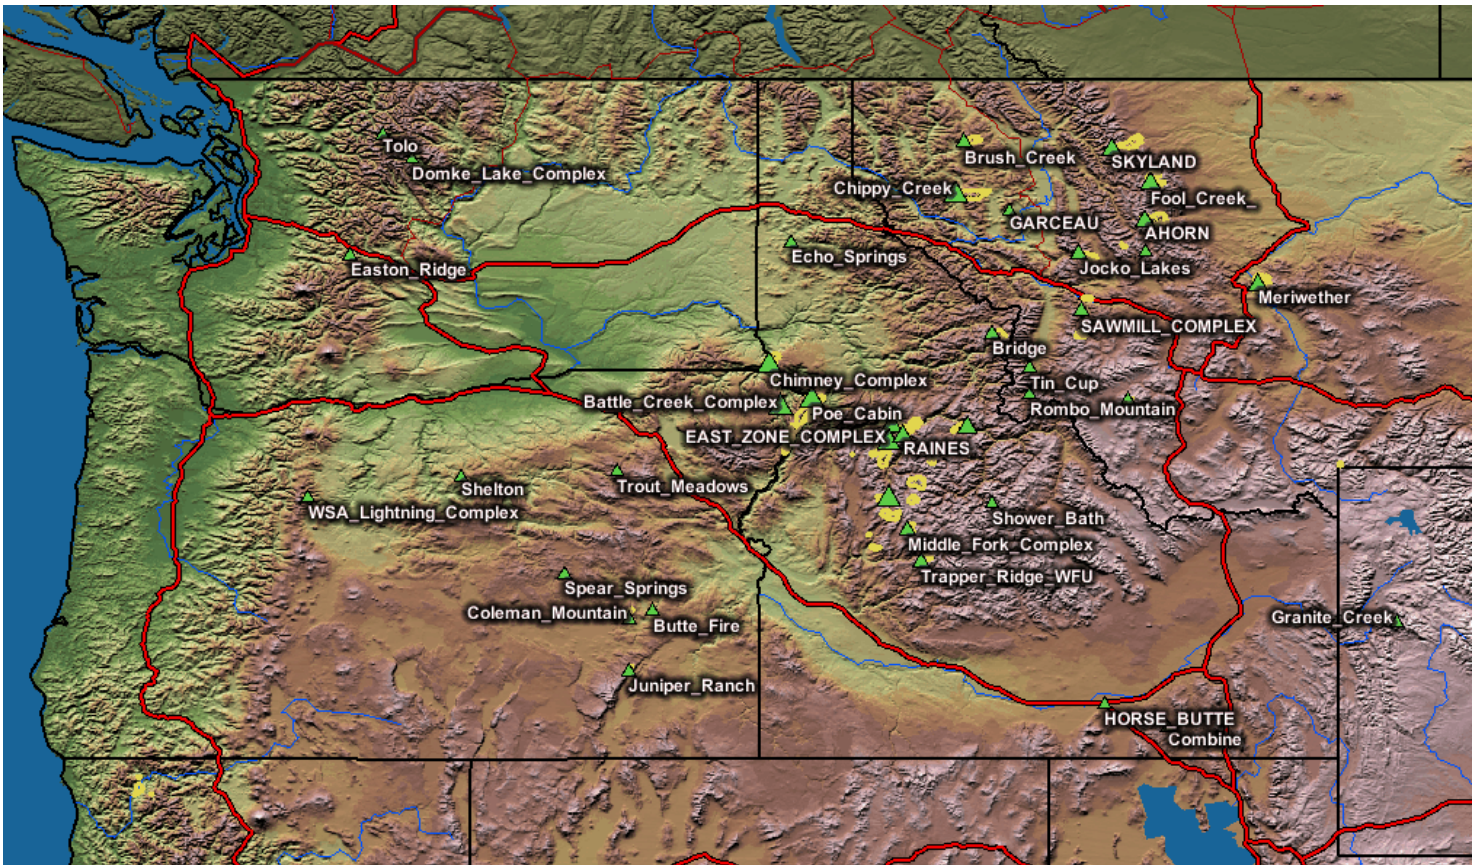 Tolo
Domke_Lake_Complex
Brush_Creek
SKYLAND
Chippy_Creek
Fool_Creek_
GARCEAU
AHORN
Echo_Springs
Easton_Ridge
Jocko_Lakes
Meriwether
SAWMILL_COMPLEX
Bridge
Chimney_Complex
Tin_Cup
Battle_Creek_Complex
Poe_Cabin
Rombo_Mountain
EAST_ZONE_COMPLEX
RAINES
Trout_Meadows
Shelton
WSA_Lightning_Complex
Shower_Bath
Middle_Fork_Complex
Trapper_Ridge_WFU
Spear_Springs
Coleman_Mountain
Butte_Fire
Granite_Creek
Juniper_Ranch
HORSE_BUTTE
Combine